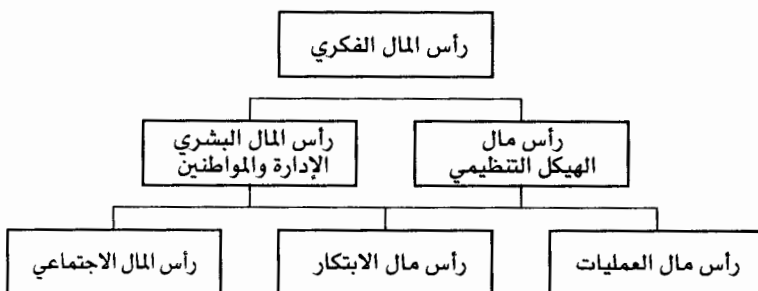 رأس المال الفكري
رأس مال
الهيكل التنظيمي
رأس المال البشري
الإدارة والمواطنين
رأس مال العمليات
رأس مال الابتكار
رأس المال الاجتماعي